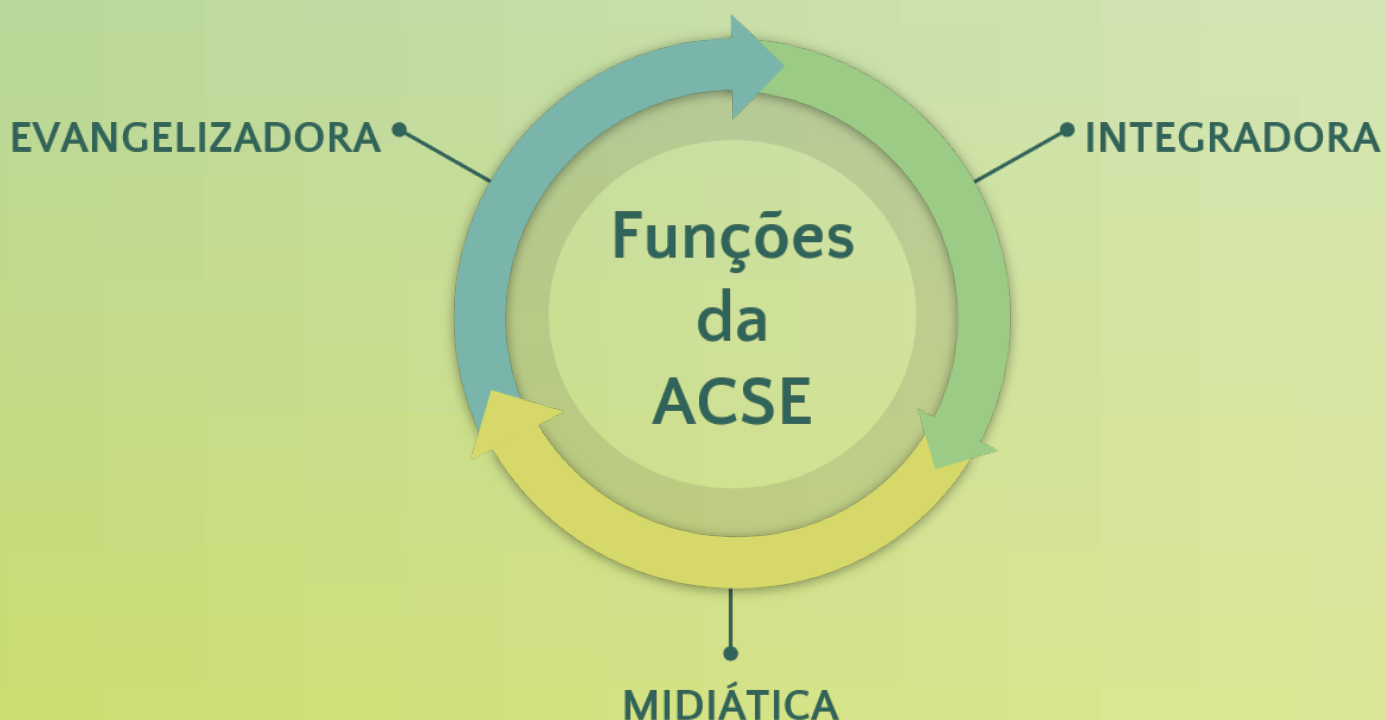 EVANGELIZADORA
INTEGRADORA
Funções
da
ACSE
MIDIÁTICA